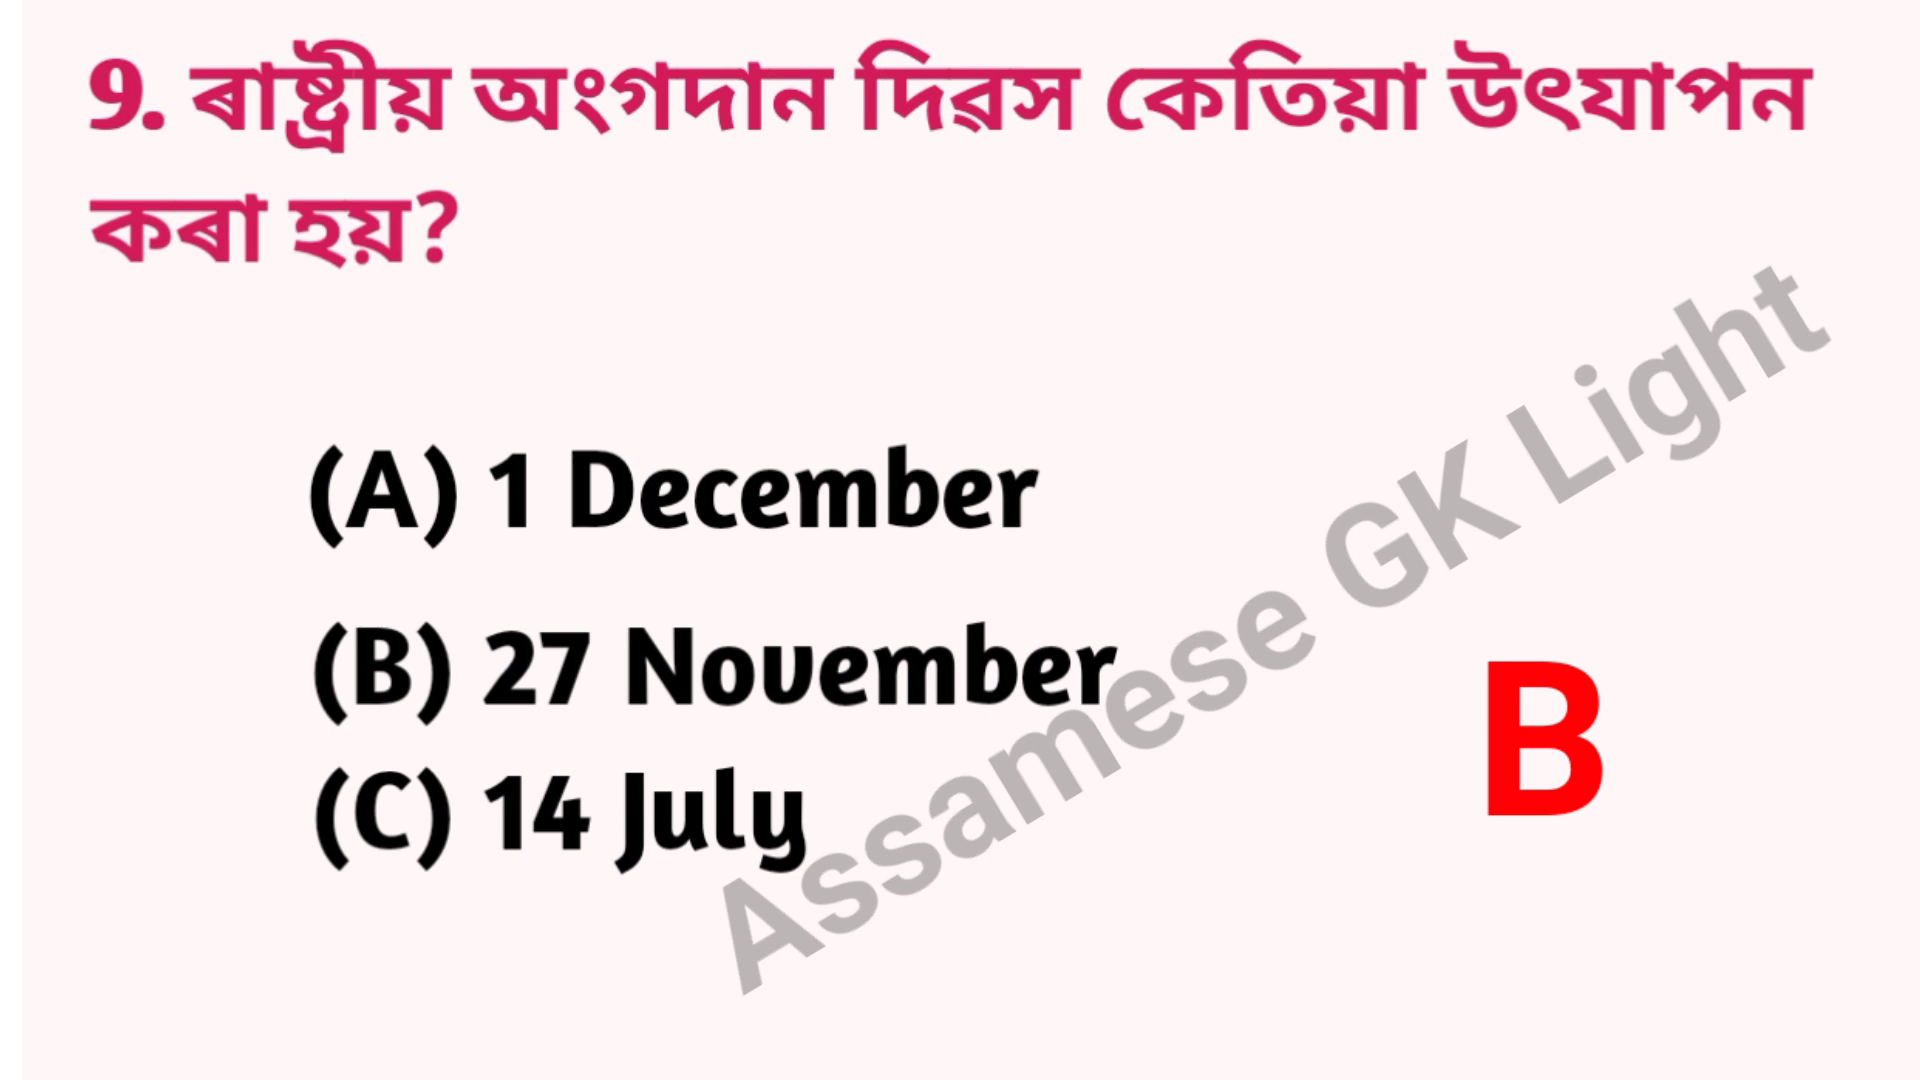 9. ৰাষ্ট্ৰীয় অংগদান দিৱস কেতিয়া উৎযাপন
কৰা হয়?
(A) 1 December
(B) 27 November
(C) 14 July
B
Assamese GK Light